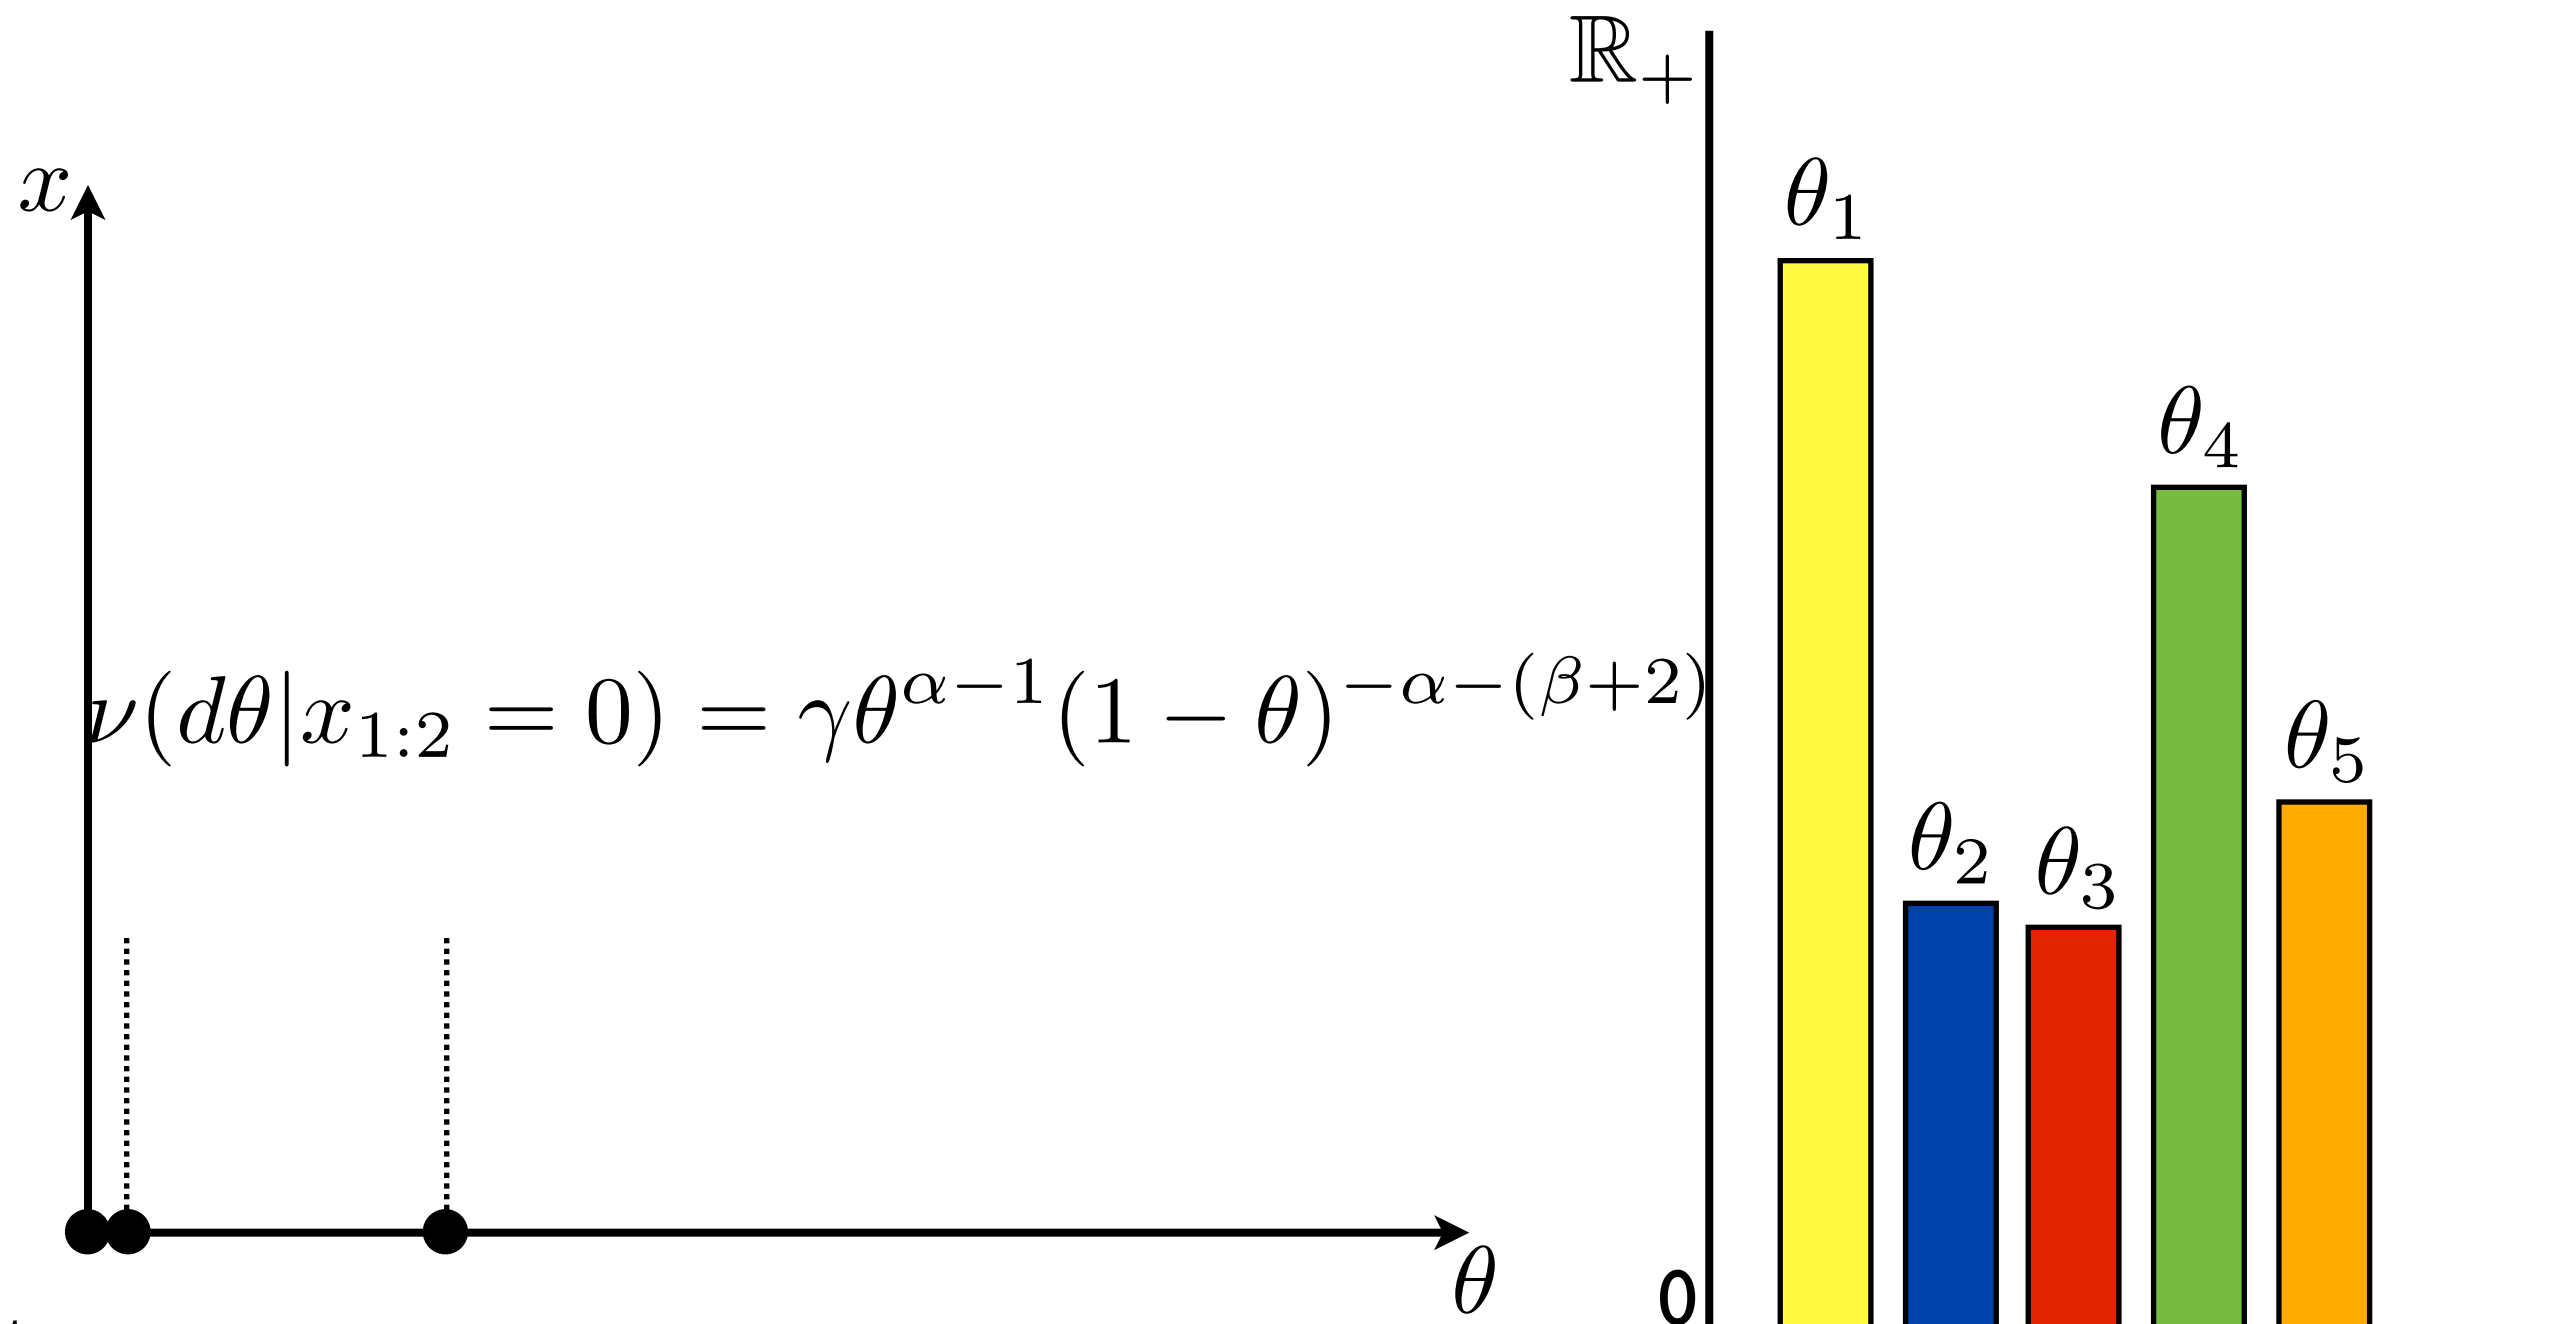 ℝ₊
x
θ₁
θ₄
ν(dθ|x₁:₂ = 0) = γθ^{α−1}(1 − θ)^{−α−(β+2)}
θ₅
θ₂
θ₃
θ
0